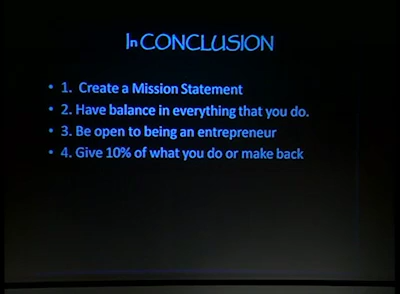 In CONCLUSION
• 1. Create a Mission Statement
• 2. Have balance in everything that you do.
• 3. Be open to being an entrepreneur
• 4. Give 10% of what you do or make back